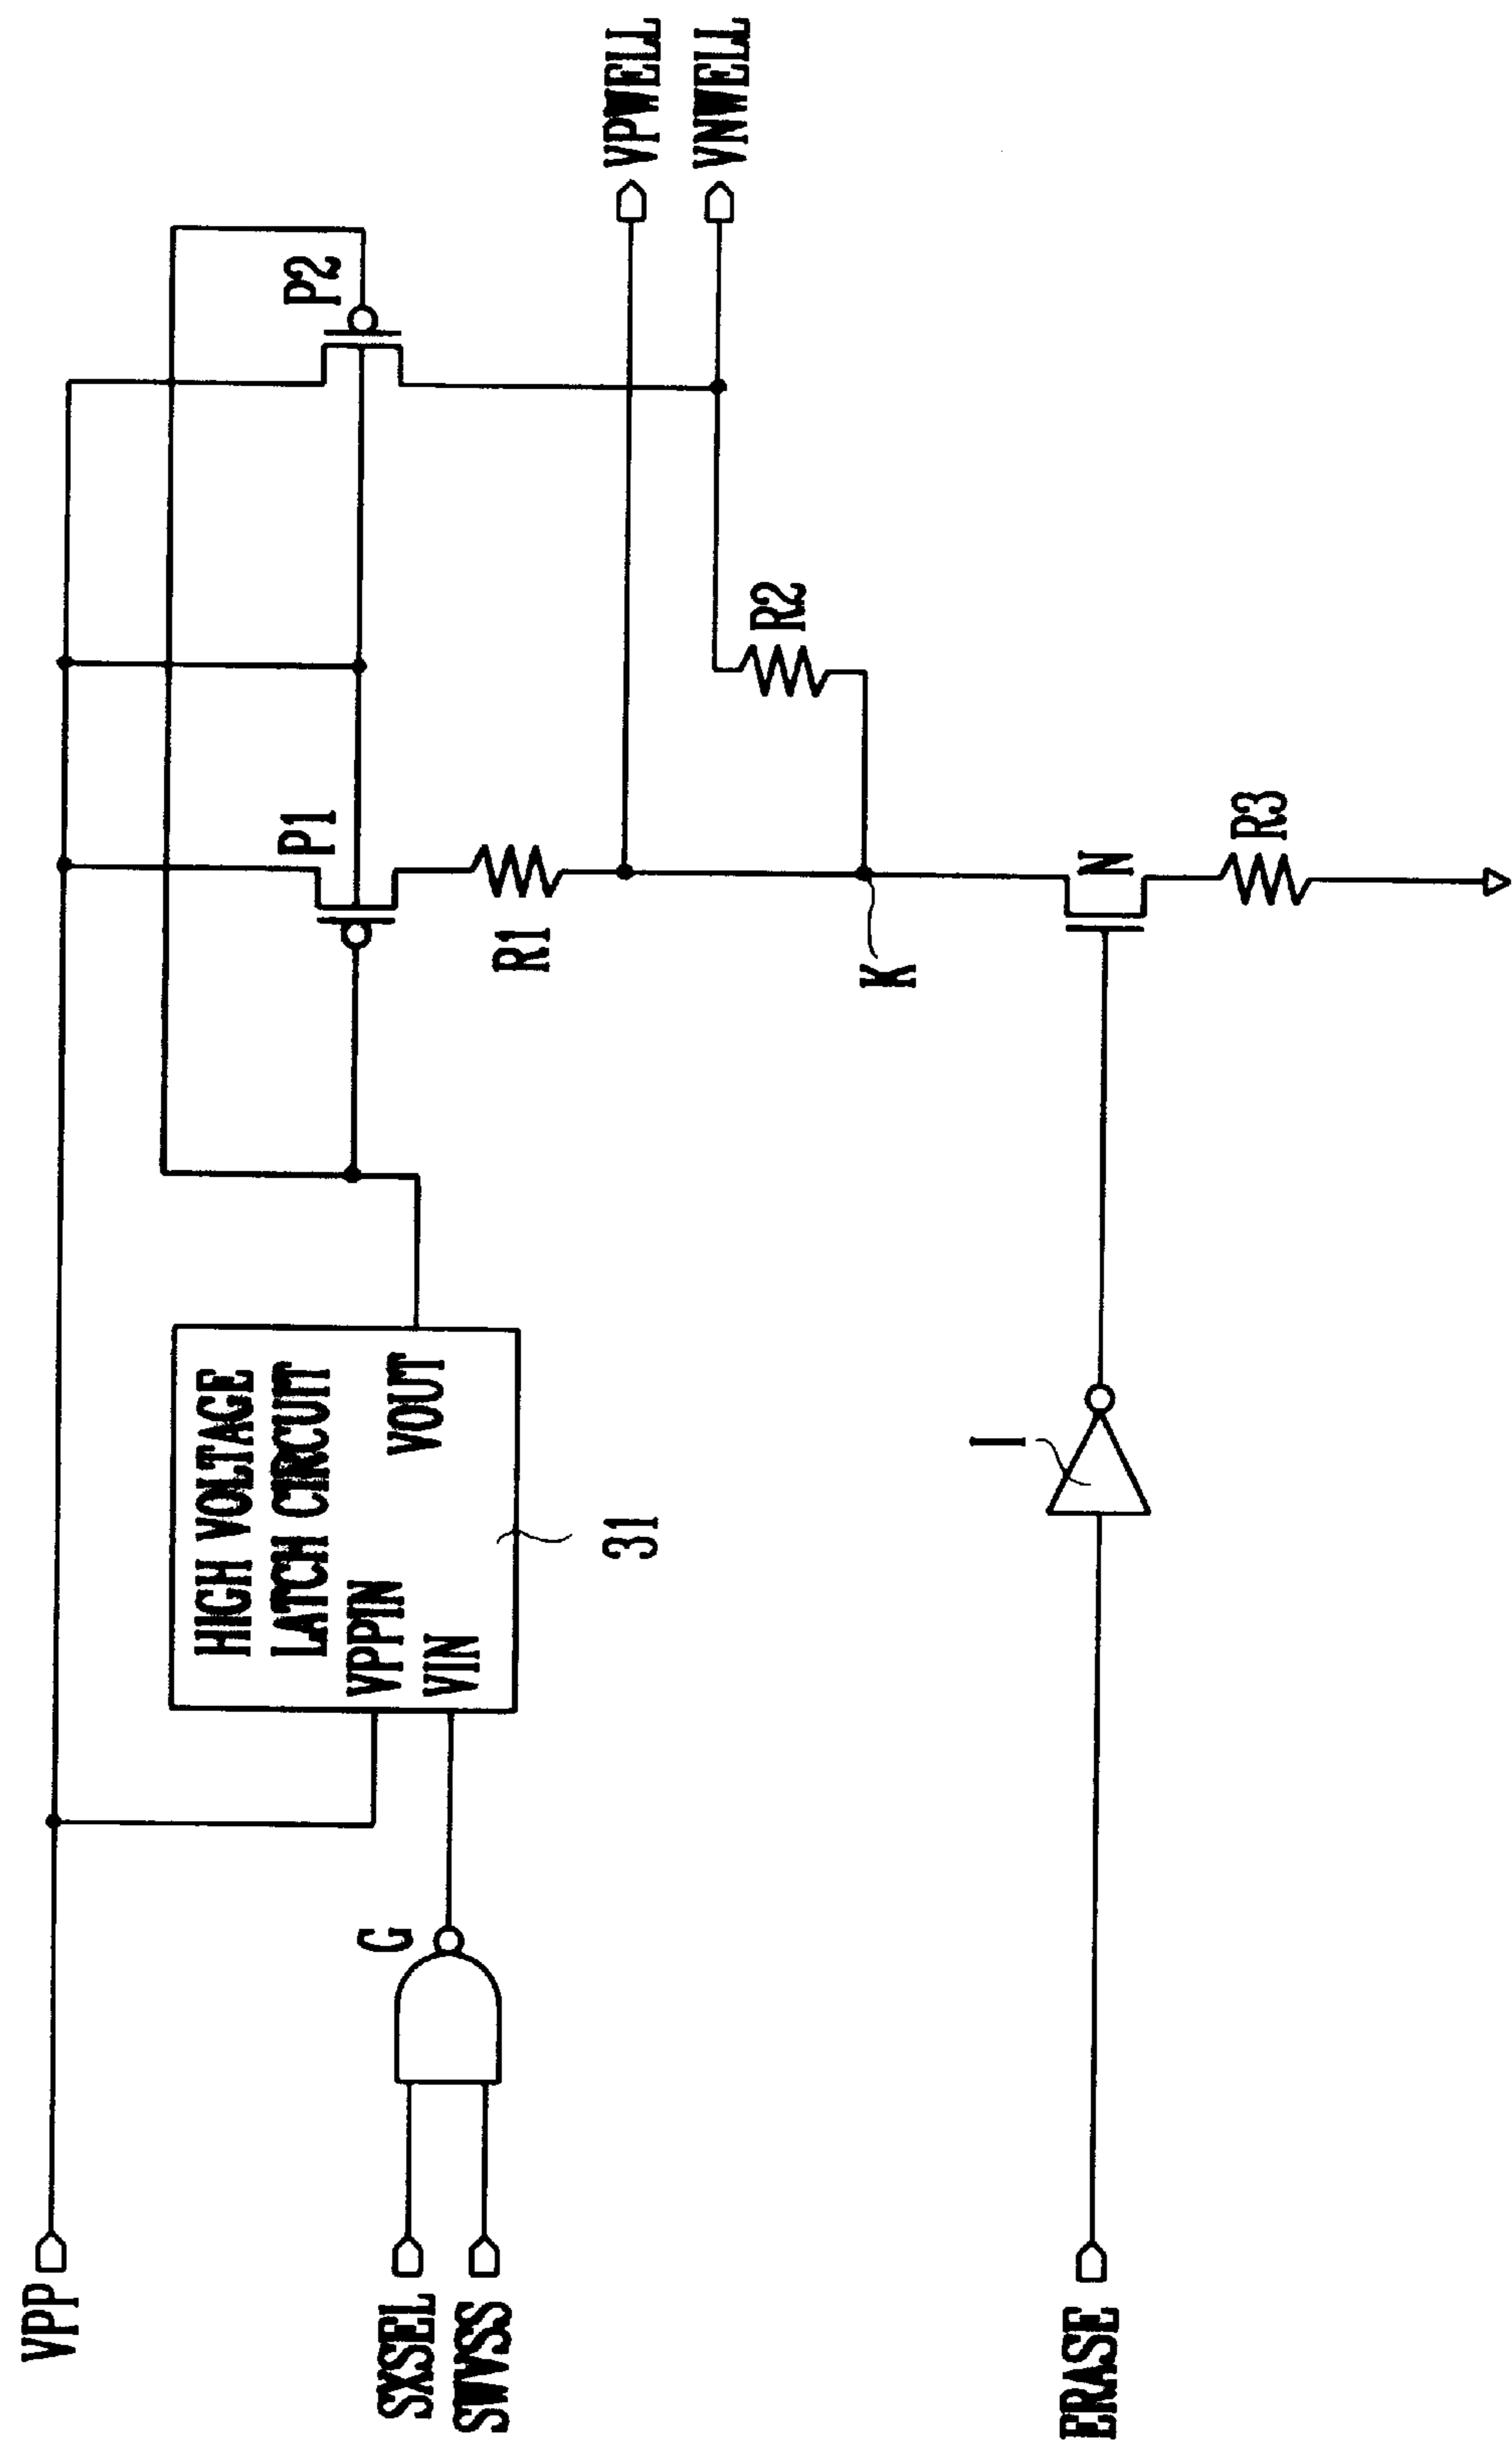 VPP
SXSEL
SWVSS
G
HIGH VOLTAGE
LATCH CIRCUIT
VPPIN
VIN
VOUT
31
P1
P2
R1
VPWELL
VNWELL
R2
K
ERASE
I
N
R3